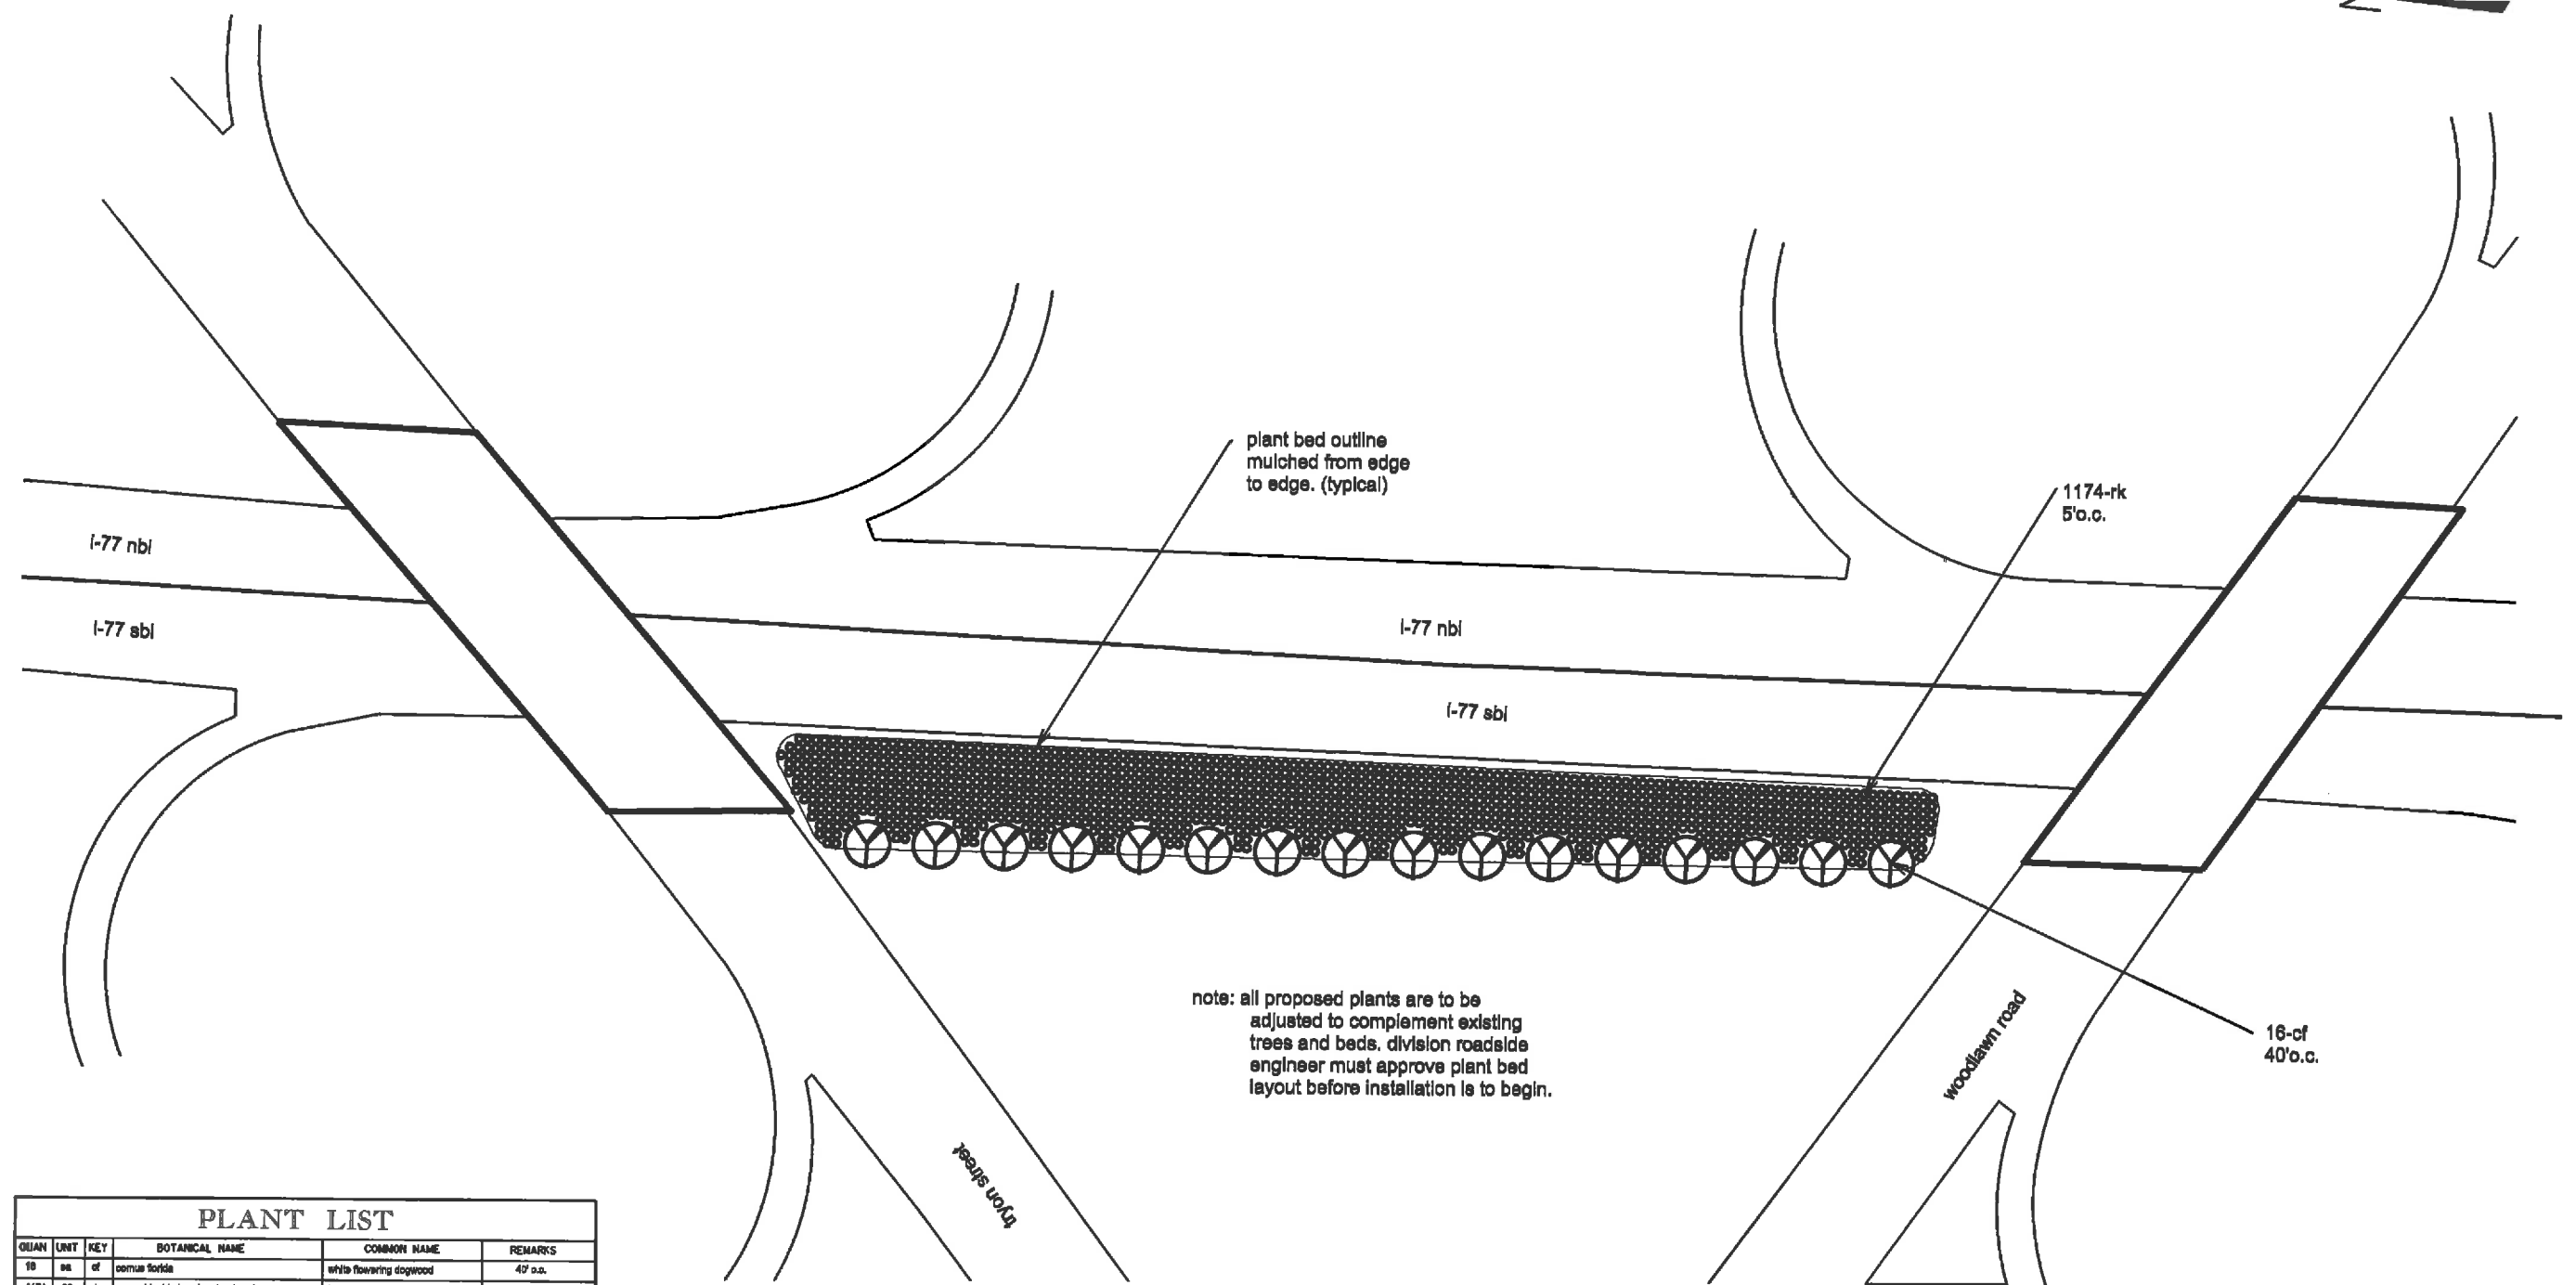 plant bed outline
mulched from edge
to edge. (typical)
1174-rk
5'o.c.
i-77 nbl
i-77 sbl
i-77 nbl
i-77 sbl
note: all proposed plants are to be
adjusted to complement existing
trees and beds. division roadside
engineer must approve plant bed
layout before installation is to begin.
16-cf
40'o.c.
woodlawn road
tryon street
PLANT LIST
QUAN UNIT KEY BOTANICAL NAME COMMON NAME REMARKS
16 ea cf cornus florida white flowering dogwood 40' o.c.